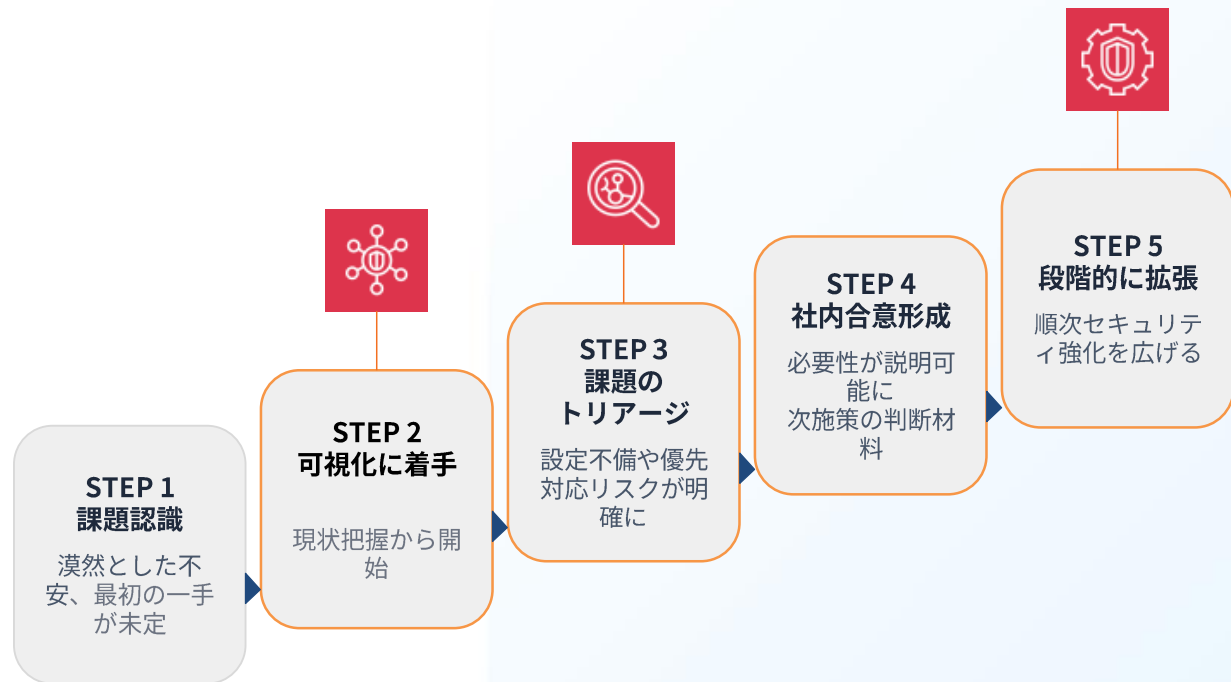 STEP 1
課題認識
漠然とした不
安、最初の一手
が未定
STEP 2
可視化に着手
現状把握から開
始
STEP 3
課題の
トリアージ
設定不備や優先
対応リスクが明
確に
STEP 4
社内合意形成
必要性が説明可
能に
次施策の判断材
料
STEP 5
段階的に拡張
順次セキュリテ
ィ強化を広げる